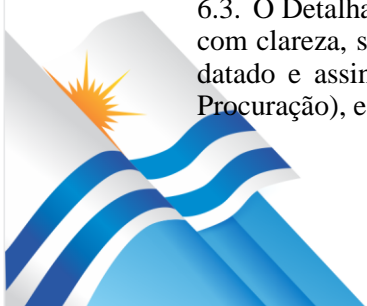 6.3. O Detalha
com clareza, s
datado e assin
Procuração), e